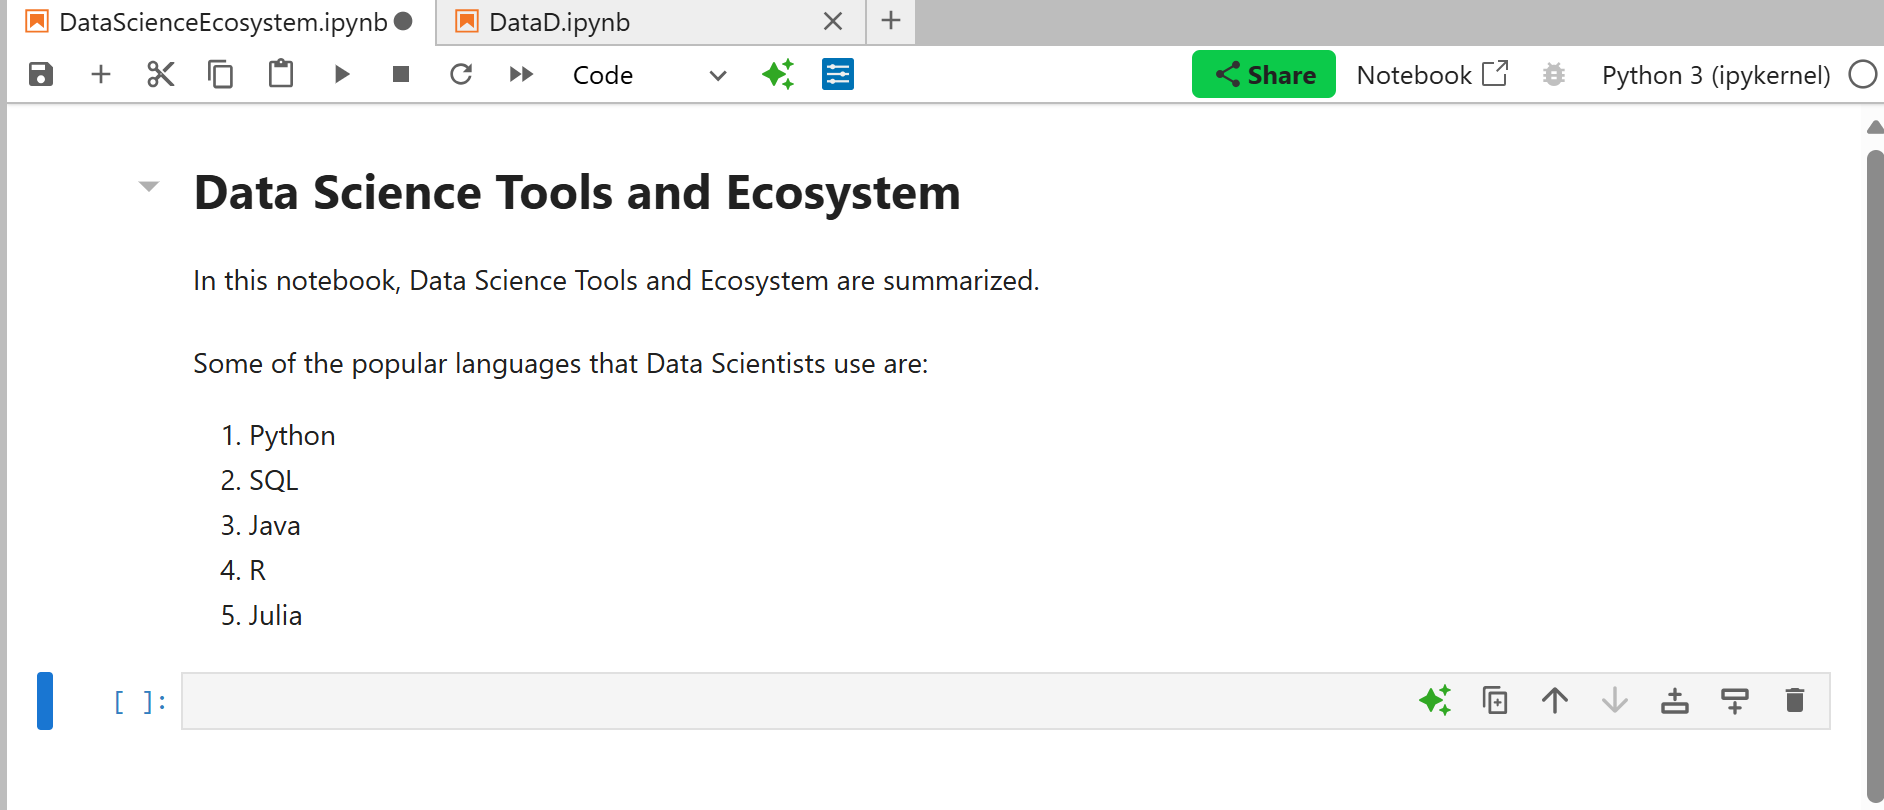 DataScienceEcosystem.ipynb
DataD.ipynb
Code
Share
Notebook
Python 3 (ipykernel)
Data Science Tools and Ecosystem
In this notebook, Data Science Tools and Ecosystem are summarized.
Some of the popular languages that Data Scientists use are:
1. Python
2. SQL
3. Java
4. R
5. Julia
[ ]: